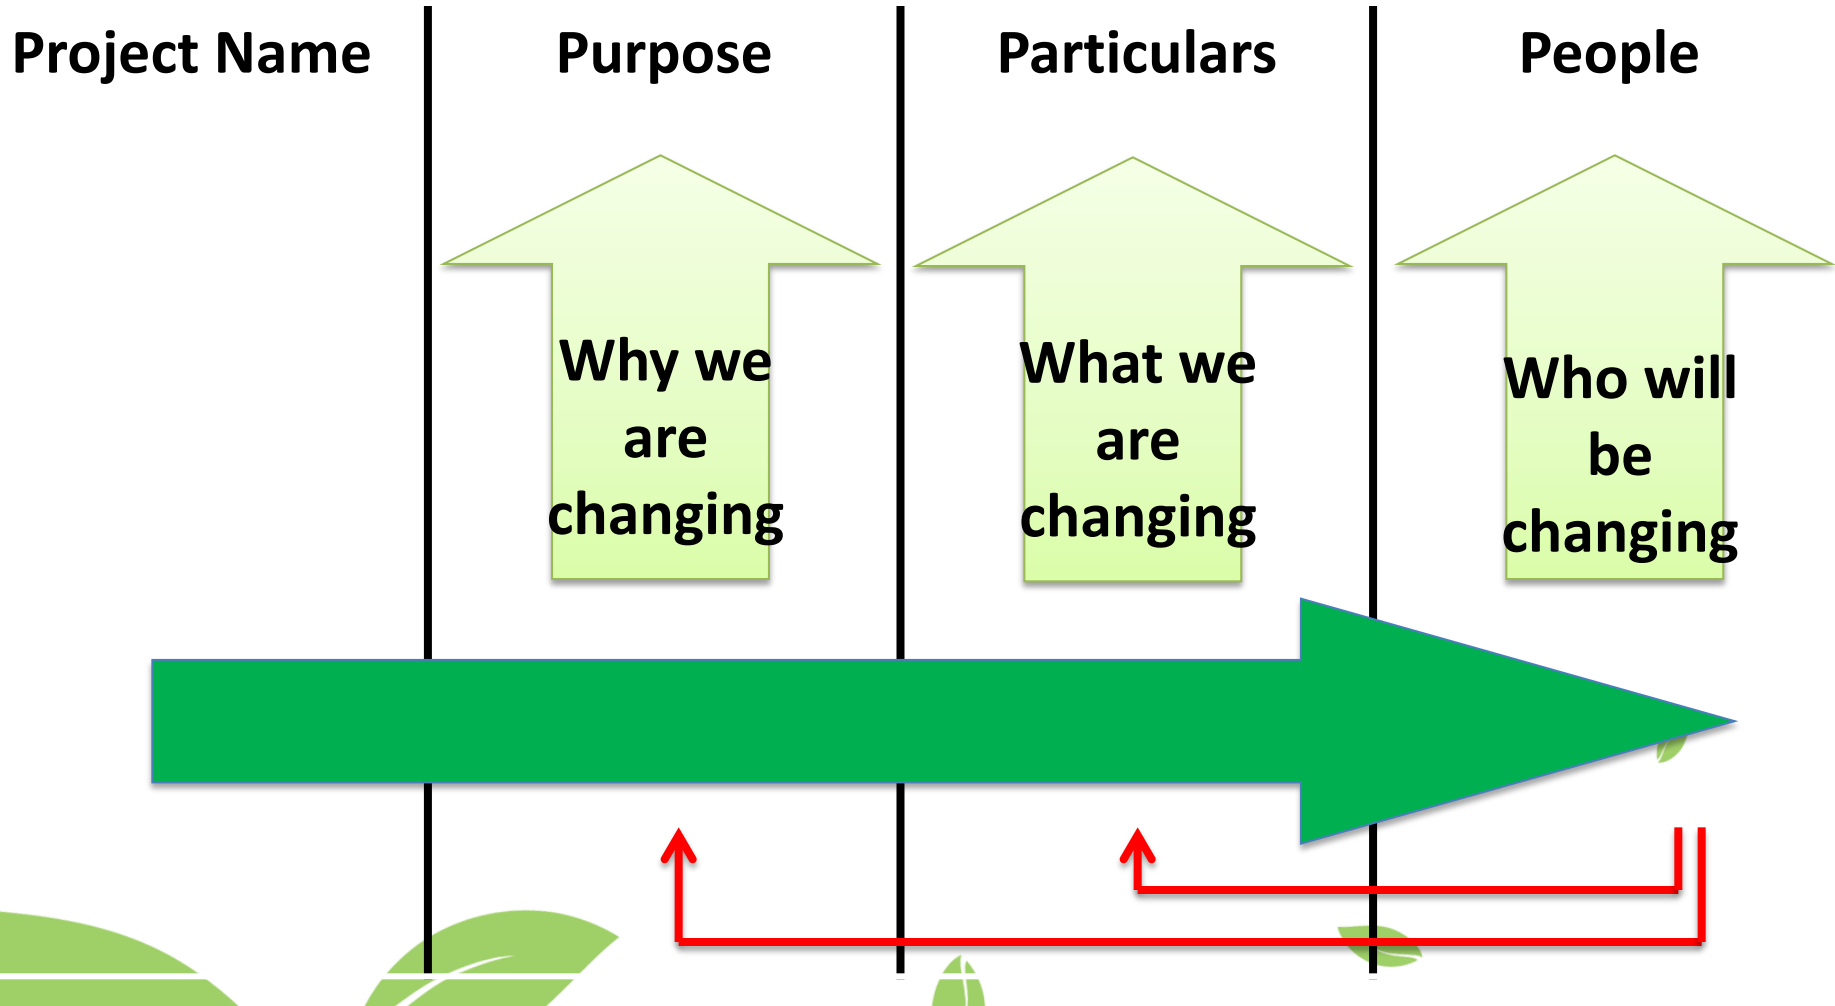 Project Name
Purpose
Particulars
People
Why we
are
changing
What we
are
changing
Who will
be
changing